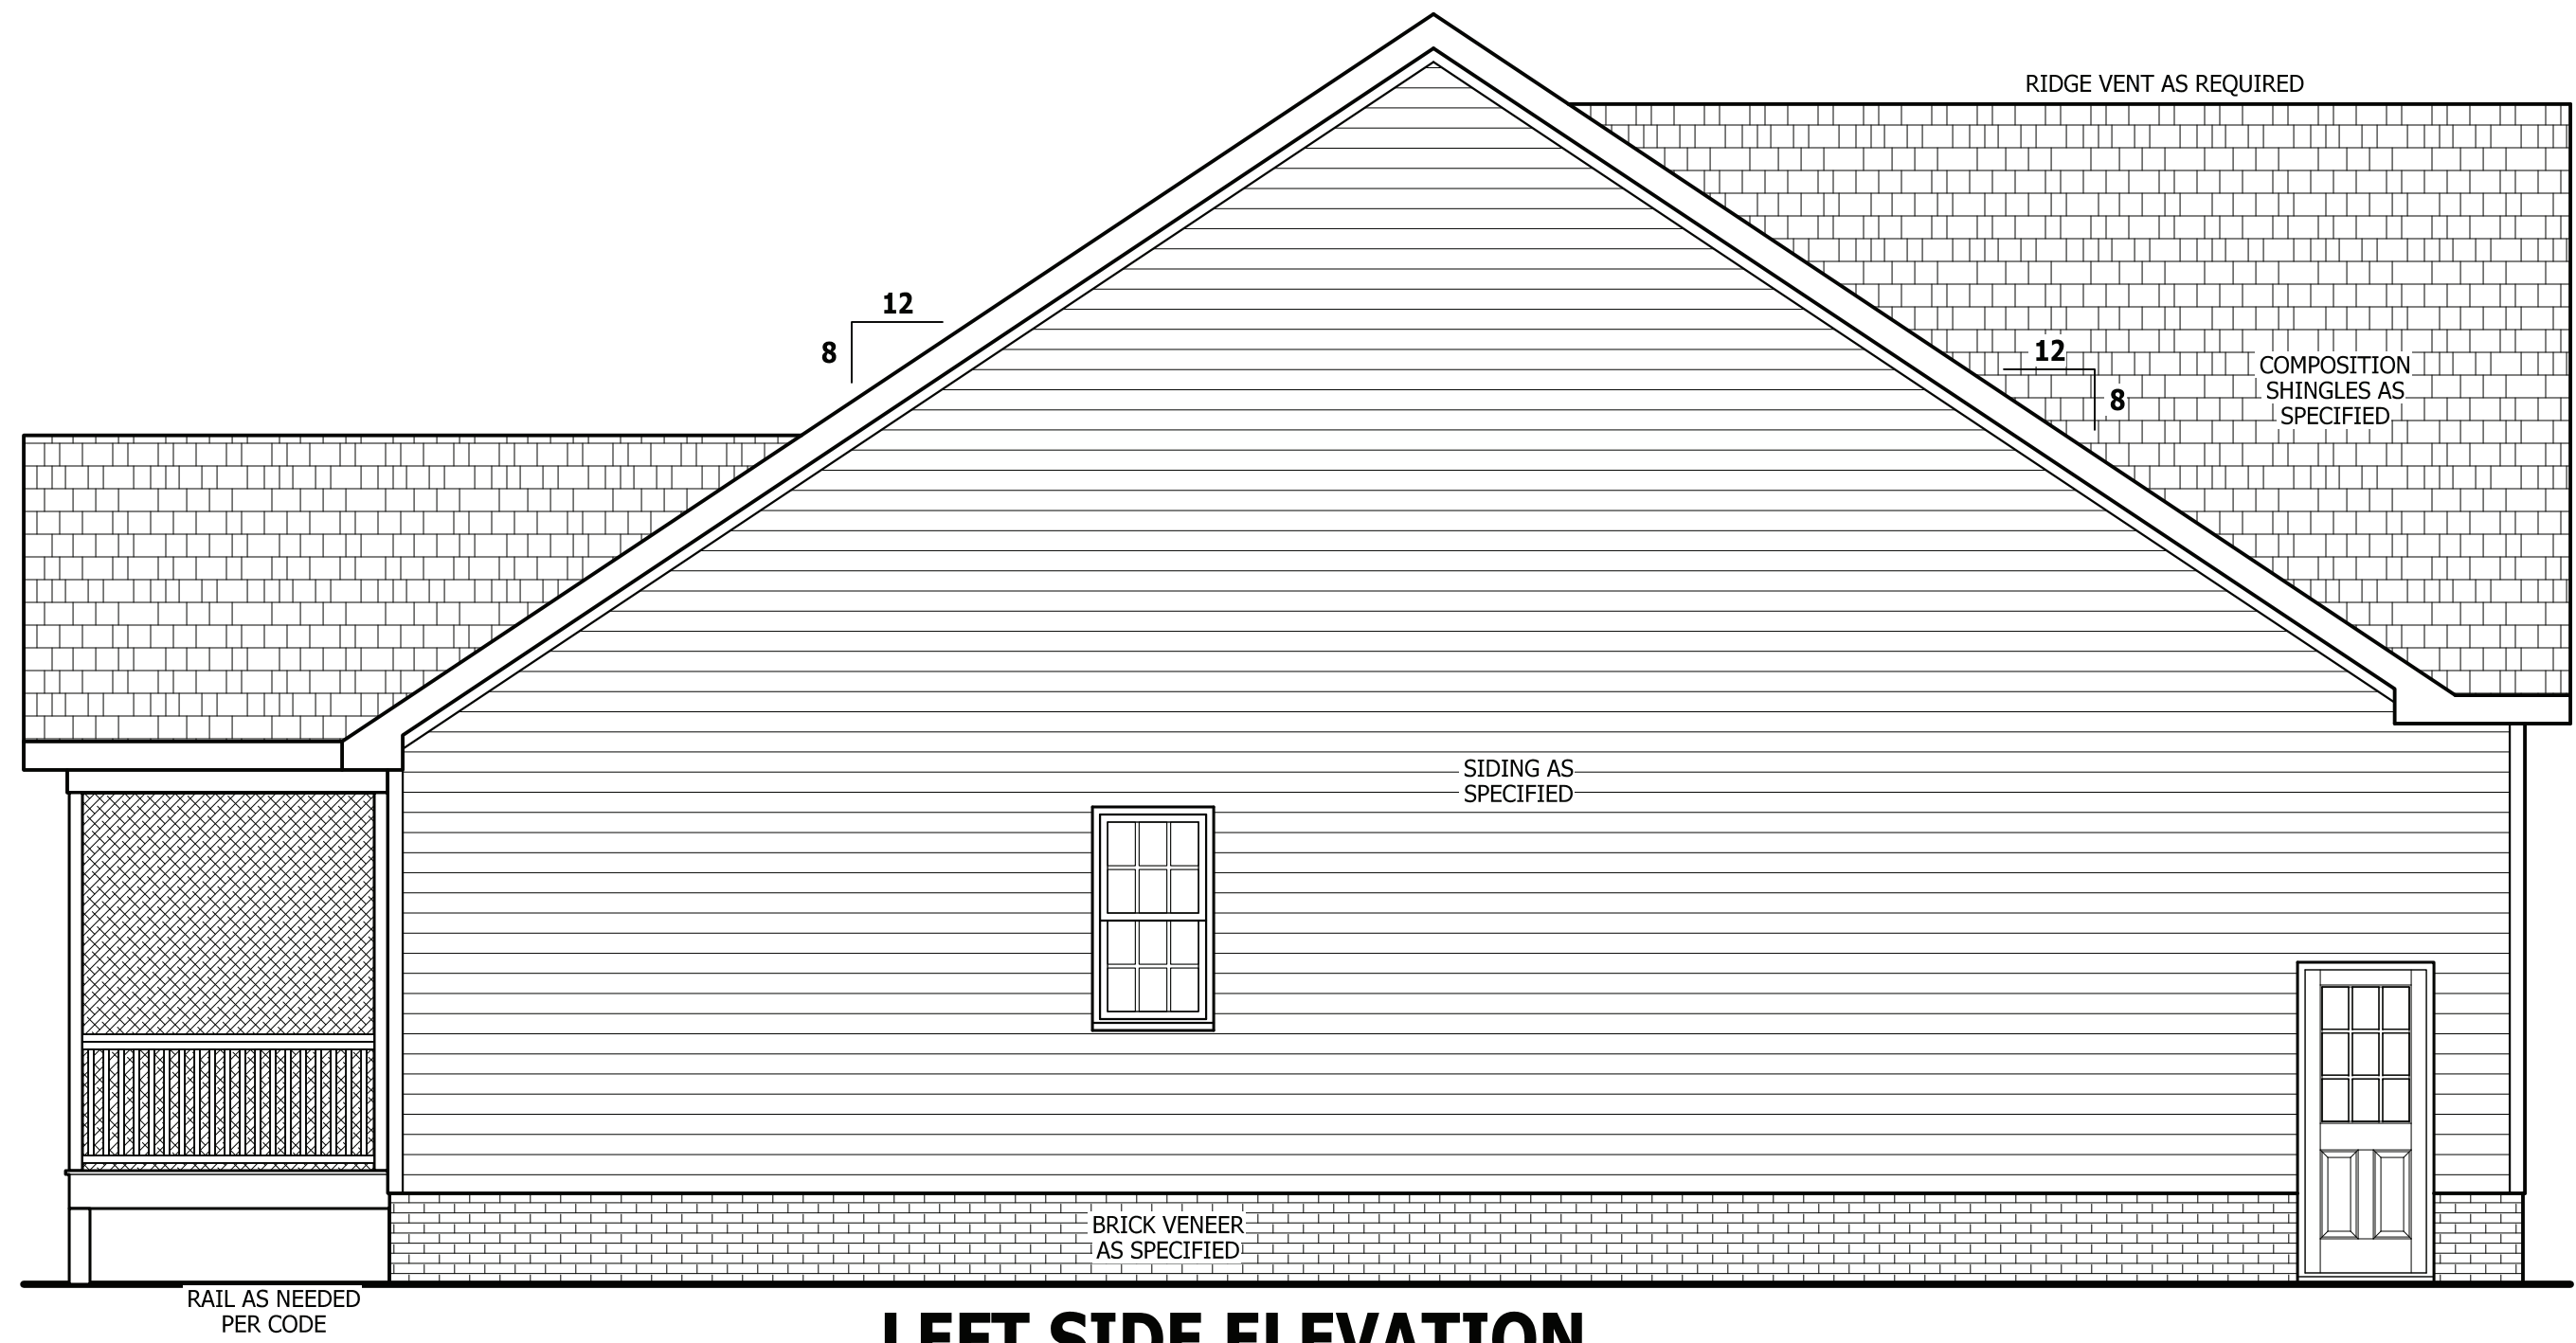 RIDGE VENT AS REQUIRED
12
8
12
8
COMPOSITION
SHINGLES AS
SPECIFIED
SIDING AS
SPECIFIED
BRICK VENEER
AS SPECIFIED
RAIL AS NEEDED
PER CODE
LEFT SIDE ELEVATION